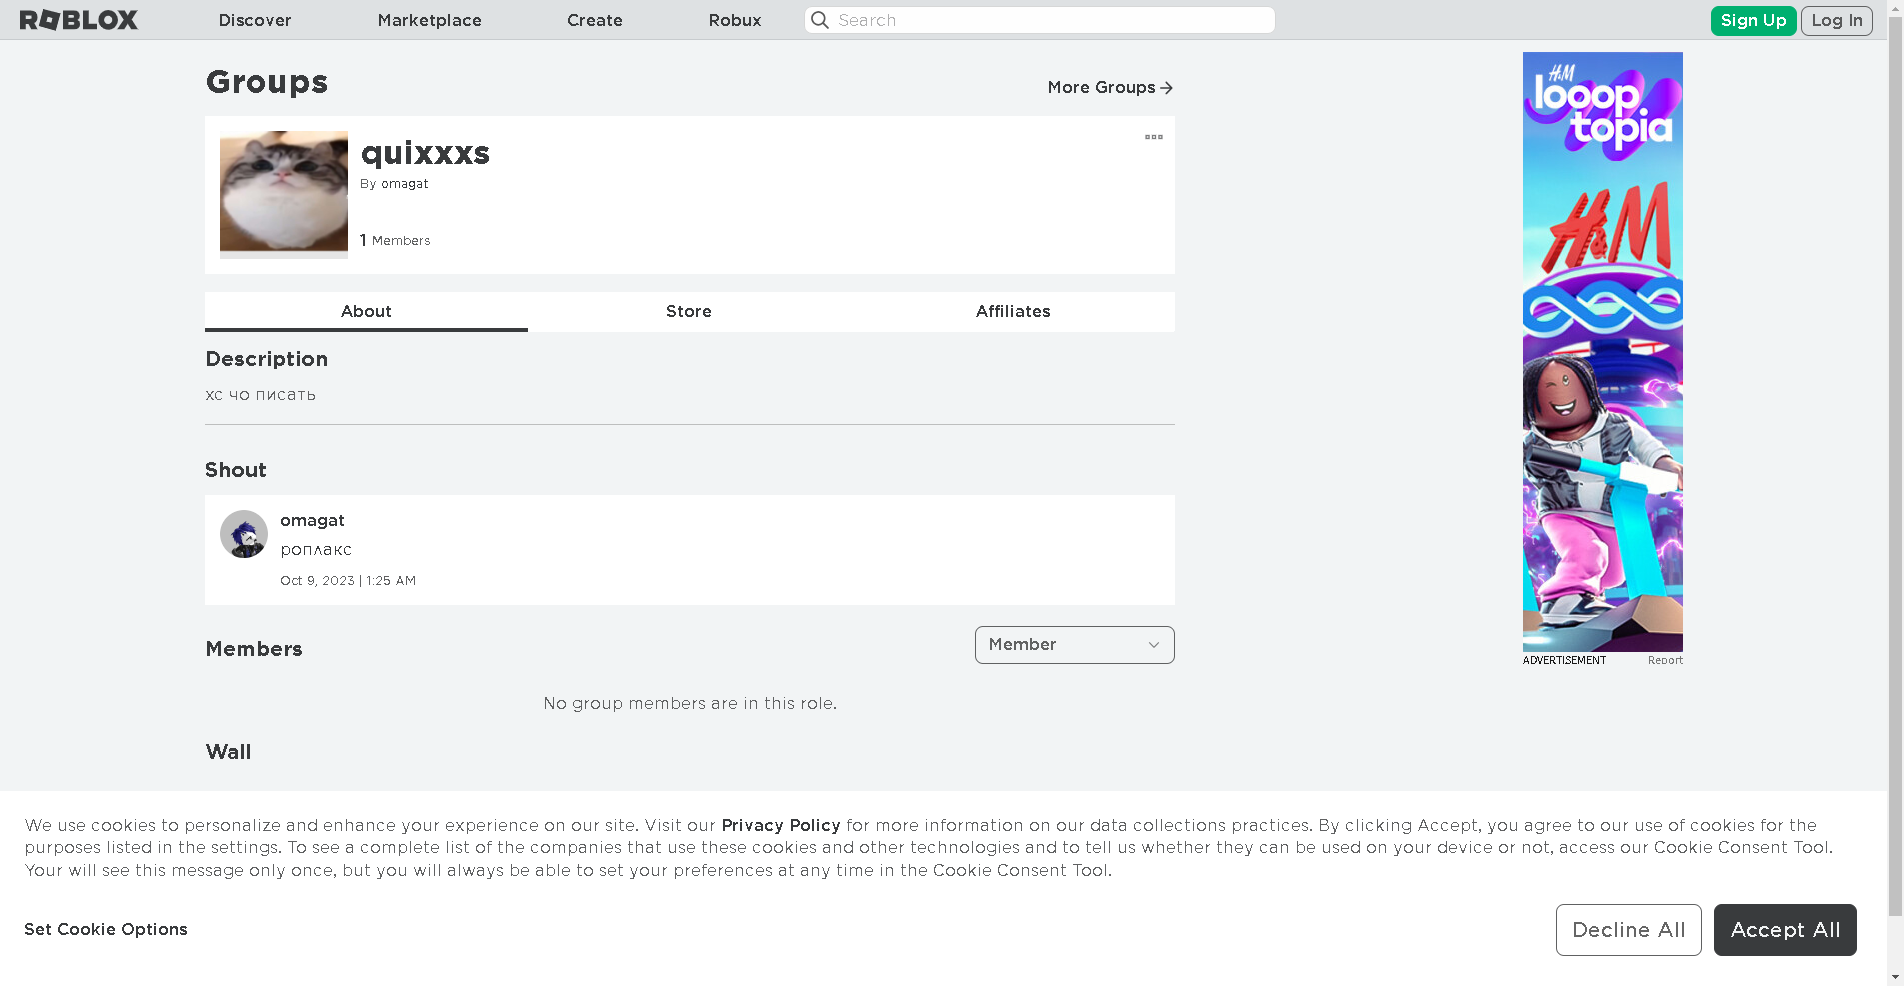 ROBLOX Discover Marketplace Create Robux Search Sign Up Log In
Groups
More Groups
quixxxs
By omagat
1 Members
About Store Affiliates
Description
хс чо писать
Shout
omagat
роплакс
Oct 9, 2023 | 1:25 AM
Members
Member
No group members are in this role.
Wall
H&M
looop
topia
H&M
ADVERTISEMENT Report
We use cookies to personalize and enhance your experience on our site. Visit our Privacy Policy for more information on our data collections practices. By clicking Accept, you agree to our use of cookies for the
purposes listed in the settings. To see a complete list of the companies that use these cookies and other technologies and to tell us whether they can be used on your device or not, access our Cookie Consent Tool.
Your will see this message only once, but you will always be able to set your preferences at any time in the Cookie Consent Tool.
Set Cookie Options
Decline All
Accept All